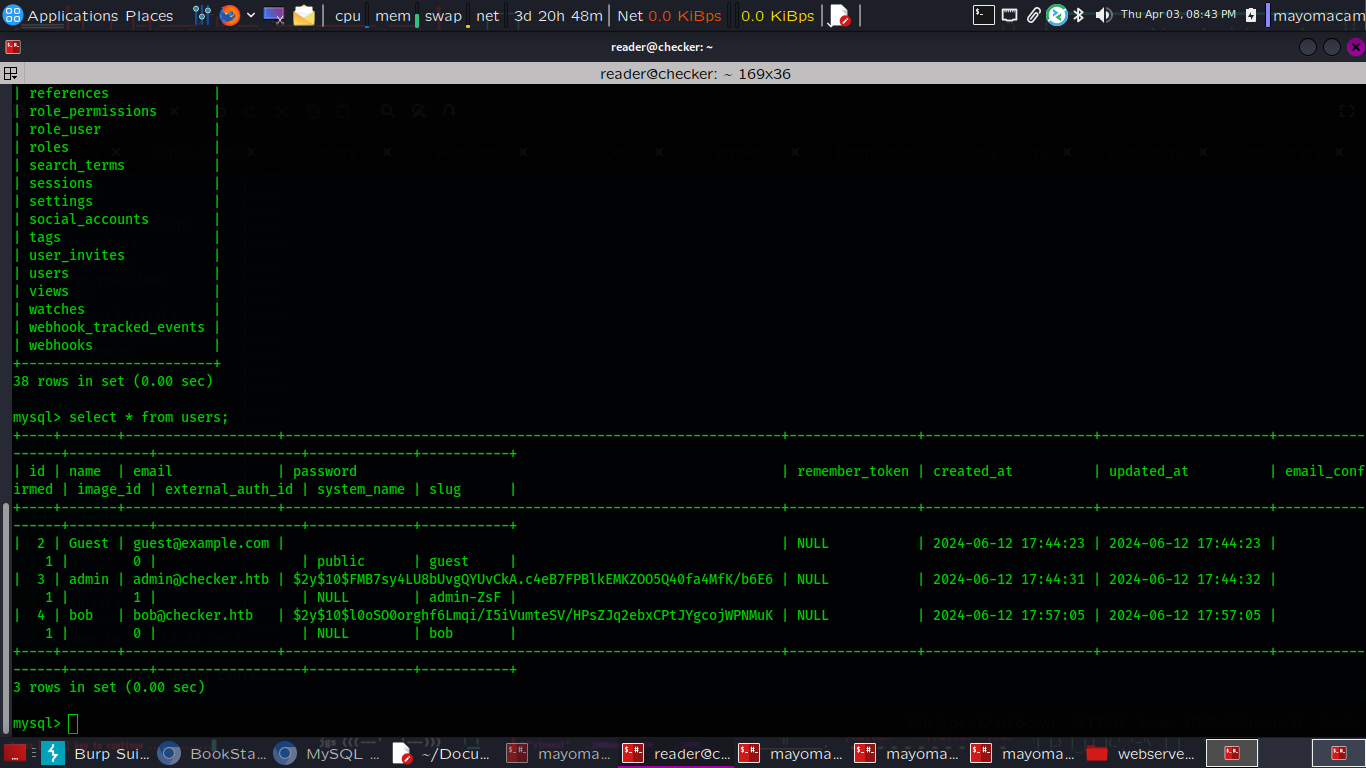 Applications Places cpu mem swap net 3d 20h 48m Net 0.0 KiBps 0.0 KiBps Thu Apr 03, 08:43 PM mayomacam
reader@checker: ~
reader@checker: ~ 169x36
| references |
| role_permissions |
| role_user |
| roles |
| search_terms |
| sessions |
| settings |
| social_accounts |
| tags |
| user_invites |
| users |
| views |
| watches |
| webhook_tracked_events |
| webhooks |
+------------------------+
38 rows in set (0.00 sec)
mysql> select * from users;
| id | name | email | password | remember_token | created_at | updated_at | email_conf
irmed | image_id | external_auth_id | system_name | slug |
| 2 | Guest | guest@example.com | | NULL | 2024-06-12 17:44:23 | 2024-06-12 17:44:23 |
1 | 0 | | public | guest |
| 3 | admin | admin@checker.htb | $2y$10$FMB7sy4LU8bUvgQYUvCkA.c4eB7FPBlkEMKZOO5Q40fa4MfK/b6E6 | NULL | 2024-06-12 17:44:31 | 2024-06-12 17:44:32 |
1 | 1 | | NULL | admin-ZsF |
| 4 | bob | bob@checker.htb | $2y$10$l0oSO0orghf6Lmqi/I5iVumteSV/HPsZJq2ebxCPtJYgcojWPNMuK | NULL | 2024-06-12 17:57:05 | 2024-06-12 17:57:05 |
1 | 0 | | NULL | bob |
3 rows in set (0.00 sec)
mysql>
Burp Sui... BookSta... MySQL ... ~/Docu... mayoma... reader@c... mayoma... mayoma... mayoma... webserve...